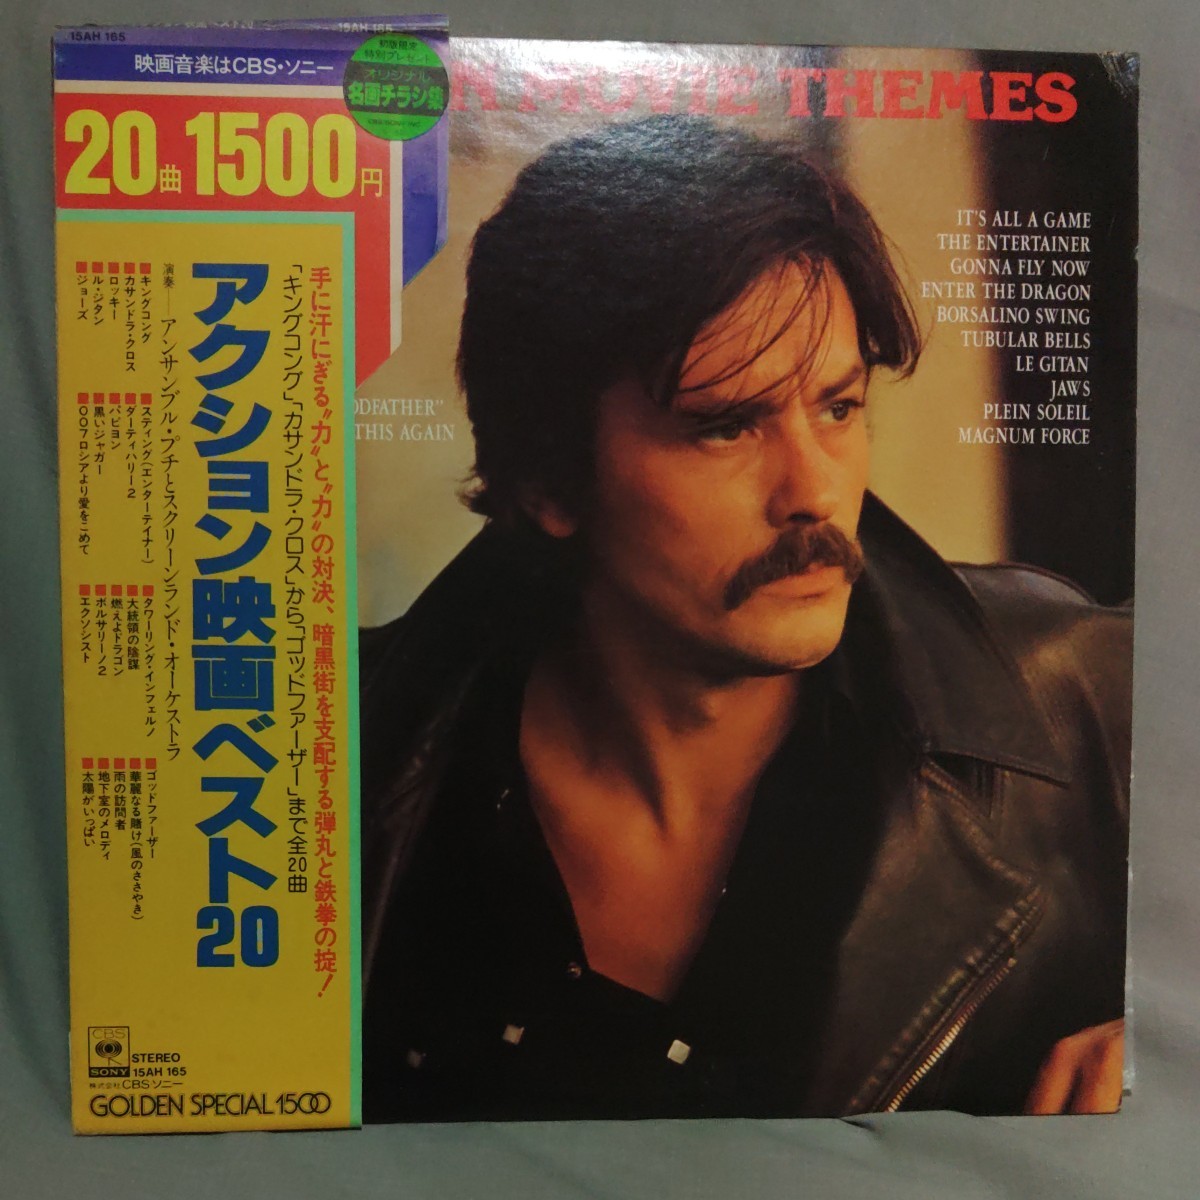 15AH 165
15AH 165
映画音楽はCBS・ソニー
初版限定
特別プレゼント
オリジナル
名画チラシ集
20曲1500円
N MOVIE THEMES
IT'S ALL A GAME
THE ENTERTAINER
GONNA FLY NOW
ENTER THE DRAGON
BORSALINO SWING
TUBULAR BELLS
LE GITAN
JAWS
PLEIN SOLEIL
MAGNUM FORCE
ODFATHER"
THIS AGAIN
手に汗にぎる“力”と“力”の対決、暗黒街を支配する弾丸と鉄拳の掟!
「キングコング」「カサンドラ・クロス」から「ゴッドファーザー」まで全20曲
アクション映画ベスト20
演奏─アンサンブル・プチとスクリーンランド・オーケストラ
■キングコング
■カサンドラ・クロス
■ロッキー
■ル・ジタン
■ジョーズ
■スティング(エンターテイナー)
■ダーティハリー2
■パピヨン
■黒いジャガー
■007ロシアより愛をこめて
■タワーリング・インフェルノ
■大統領の陰謀
■燃えよドラゴン
■ボルサリーノ2
■エクソシスト
■ゴッドファーザー
■華麗なる賭け(風のささやき)
■雨の訪問者
■地下室のメロディ
■太陽がいっぱい
CBS
SONY
STEREO
15AH 165
株式会社CBSソニー
GOLDEN SPECIAL 1500